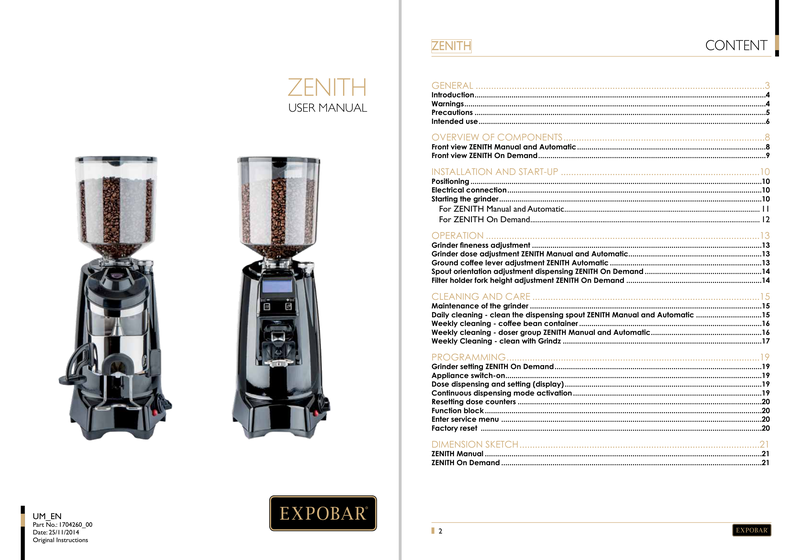 ZENITH
USER MANUAL
UM_EN
Part No.: 1704260_00
Date: 25/11/2014
Original Instructions
EXPOBAR®
ZENITH
CONTENT
GENERAL ... 3
Introduction ... 4
Warnings ... 4
Precautions ... 5
Intended use ... 6
OVERVIEW OF COMPONENTS ... 8
Front view ZENITH Manual and Automatic ... 8
Front view ZENITH On Demand ... 9
INSTALLATION AND START-UP ... 10
Positioning ... 10
Electrical connection ... 10
Starting the grinder ... 10
For ZENITH Manual and Automatic ... 11
For ZENITH On Demand ... 12
OPERATION ... 13
Grinder fineness adjustment ... 13
Grinder dose adjustment ZENITH Manual and Automatic ... 13
Ground coffee lever adjustment ZENITH Automatic ... 13
Spout orientation adjustment dispensing ZENITH On Demand ... 14
Filter holder fork height adjustment ZENITH On Demand ... 14
CLEANING AND CARE ... 15
Maintenance of the grinder ... 15
Daily cleaning - clean the dispensing spout ZENITH Manual and Automatic ... 15
Weekly cleaning - coffee bean container ... 16
Weekly cleaning - doser group ZENITH Manual and Automatic ... 16
Weekly Cleaning - clean with Grindz ... 17
PROGRAMMING ... 19
Grinder setting ZENITH On Demand ... 19
Appliance switch-on ... 19
Dose dispensing and setting (display) ... 19
Continuous dispensing mode activation ... 19
Resetting dose counters ... 20
Function block ... 20
Enter service menu ... 20
Factory reset ... 20
DIMENSION SKETCH ... 21
ZENITH Manual ... 21
ZENITH On Demand ... 21
2
EXPOBAR